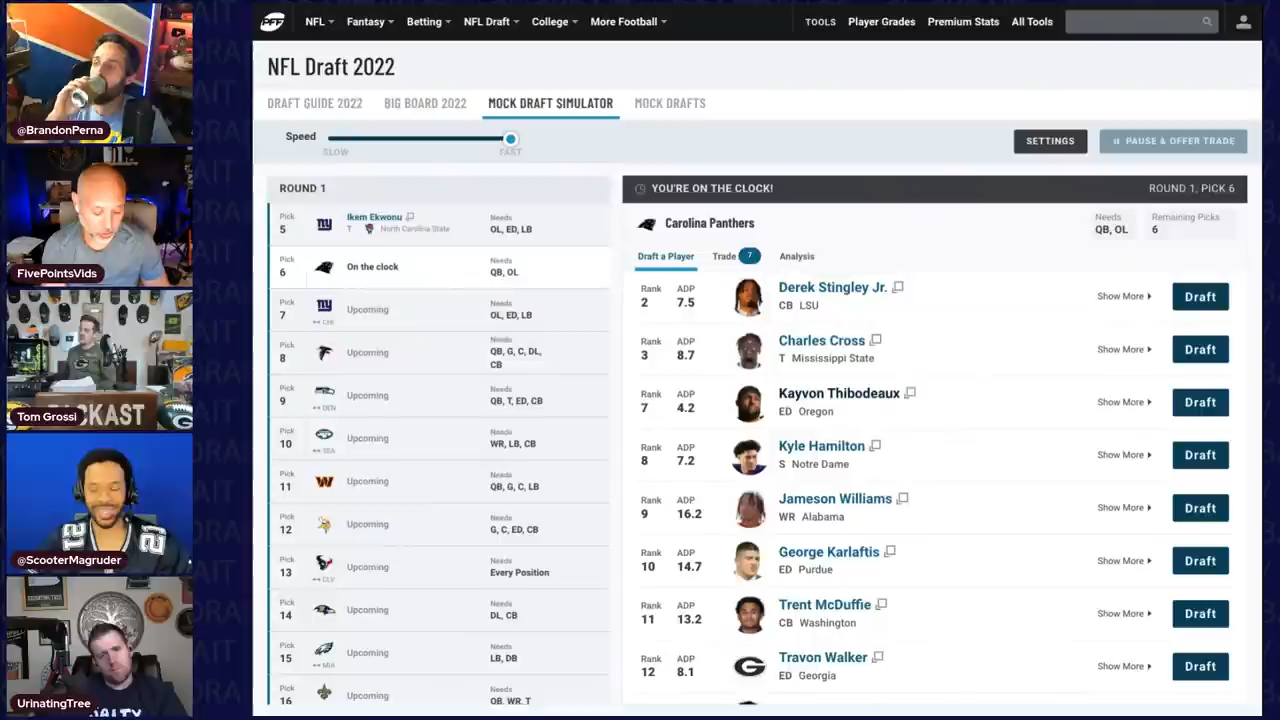 @BrandonPerna
FivePointsVids
Tom Grossi
PACKAST
@ScooterMagruder
21
UrinatingTree
SALTY
PFF
NFL
Fantasy
Betting
NFL Draft
College
More Football
TOOLS
Player Grades
Premium Stats
All Tools
NFL Draft 2022
DRAFT GUIDE 2022
BIG BOARD 2022
MOCK DRAFT SIMULATOR
MOCK DRAFTS
Speed
SLOW
FAST
SETTINGS
PAUSE & OFFER TRADE
ROUND 1
Pick 5
Ikem Ekwonu
T North Carolina State
Needs
OL, ED, LB
Pick 6
On the clock
Needs
QB, OL
Pick 7
CHI
Upcoming
Needs
OL, ED, LB
Pick 8
Upcoming
Needs
QB, G, C, DL,
CB
Pick 9
DEN
Upcoming
Needs
QB, T, ED, CB
Pick 10
SEA
Upcoming
Needs
WR, LB, CB
Pick 11
Upcoming
Needs
QB, G, C, LB
Pick 12
Upcoming
Needs
G, C, ED, CB
Pick 13
CLV
Upcoming
Needs
Every Position
Pick 14
Upcoming
Needs
DL, CB
Pick 15
MIA
Upcoming
Needs
LB, DB
Pick 16
Upcoming
Needs
QB, WR, T
YOU'RE ON THE CLOCK!
ROUND 1, PICK 6
Carolina Panthers
Needs
QB, OL
Remaining Picks
6
Draft a Player
Trade 7
Analysis
Rank 2
ADP 7.5
Derek Stingley Jr.
CB LSU
Show More
Draft
Rank 3
ADP 8.7
Charles Cross
T Mississippi State
Show More
Draft
Rank 7
ADP 4.2
Kayvon Thibodeaux
ED Oregon
Show More
Draft
Rank 8
ADP 7.2
Kyle Hamilton
S Notre Dame
Show More
Draft
Rank 9
ADP 16.2
Jameson Williams
WR Alabama
Show More
Draft
Rank 10
ADP 14.7
George Karlaftis
ED Purdue
Show More
Draft
Rank 11
ADP 13.2
Trent McDuffie
CB Washington
Show More
Draft
Rank 12
ADP 8.1
Travon Walker
ED Georgia
Show More
Draft